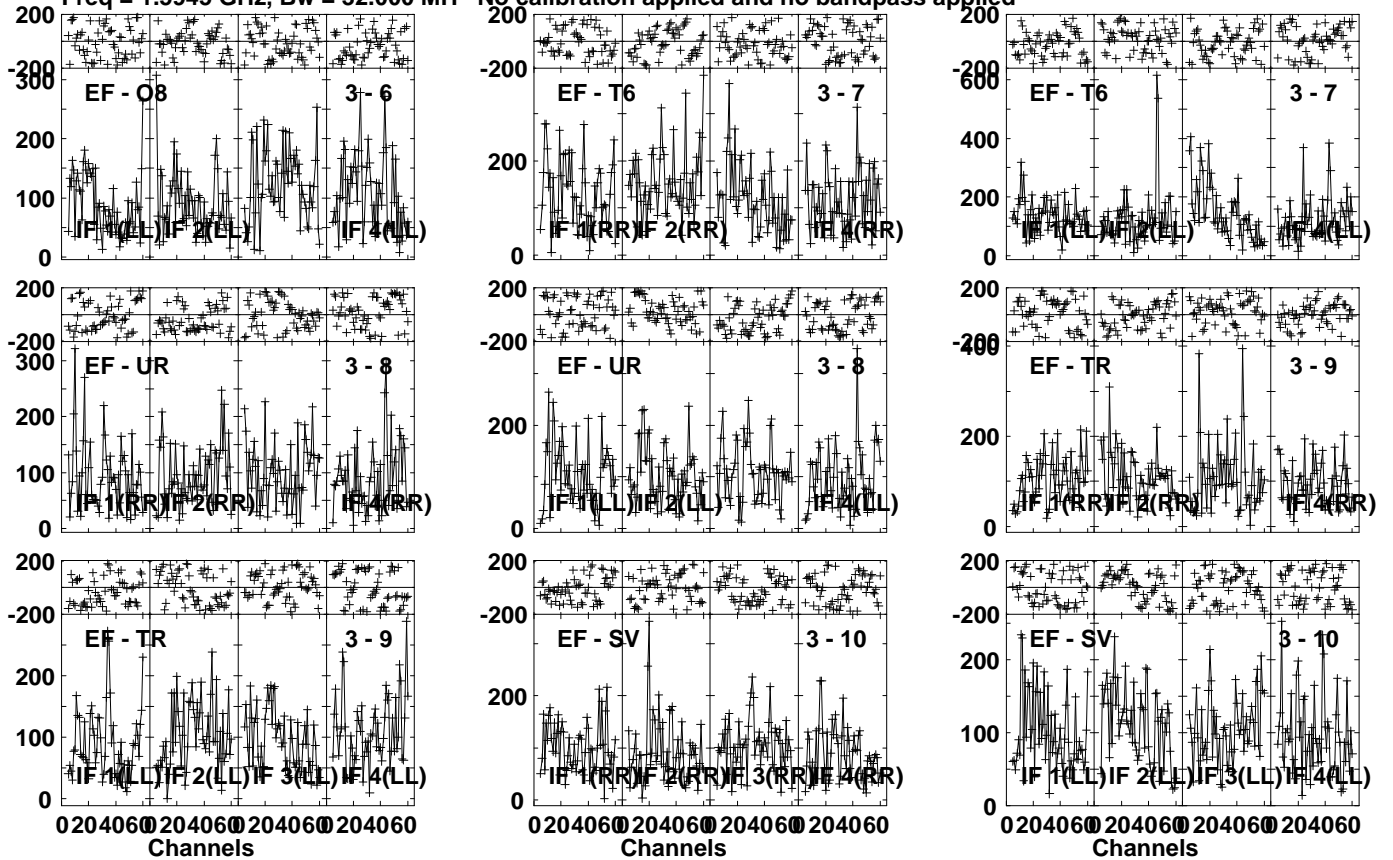 No calibration applied and no bandpass applied
200
-200
EF - O8 3 - 6
300
200
100
0
IF 1(LL) IF 2(LL) IF 4(LL)
200
-200
EF - T6 3 - 7
200
0
IF 1(RR) IF 2(RR) IF 4(RR)
200
-200
EF - T6 3 - 7
600
400
200
0
IF 1(LL) IF 2(LL) IF 4(LL)
200
-200
EF - UR 3 - 8
300
200
100
0
IF 1(RR) IF 2(RR) IF 4(RR)
200
-200
EF - UR 3 - 8
200
0
IF 1(LL) IF 2(LL) IF 4(LL)
200
-200
EF - TR 3 - 9
400
200
0
IF 1(RR) IF 2(RR) IF 4(RR)
200
-200
EF - TR 3 - 9
200
100
0
IF 1(LL) IF 2(LL) IF 3(LL) IF 4(LL)
0 20 40 60 0 20 40 60 0 20 40 60 0 20 40 60
Channels
200
-200
EF - SV 3 - 10
200
0
IF 1(RR) IF 2(RR) IF 3(RR) IF 4(RR)
0 20 40 60 0 20 40 60 0 20 40 60 0 20 40 60
Channels
200
-200
EF - SV 3 - 10
200
100
0
IF 1(LL) IF 2(LL) IF 3(LL) IF 4(LL)
0 20 40 60 0 20 40 60 0 20 40 60 0 20 40 60
Channels